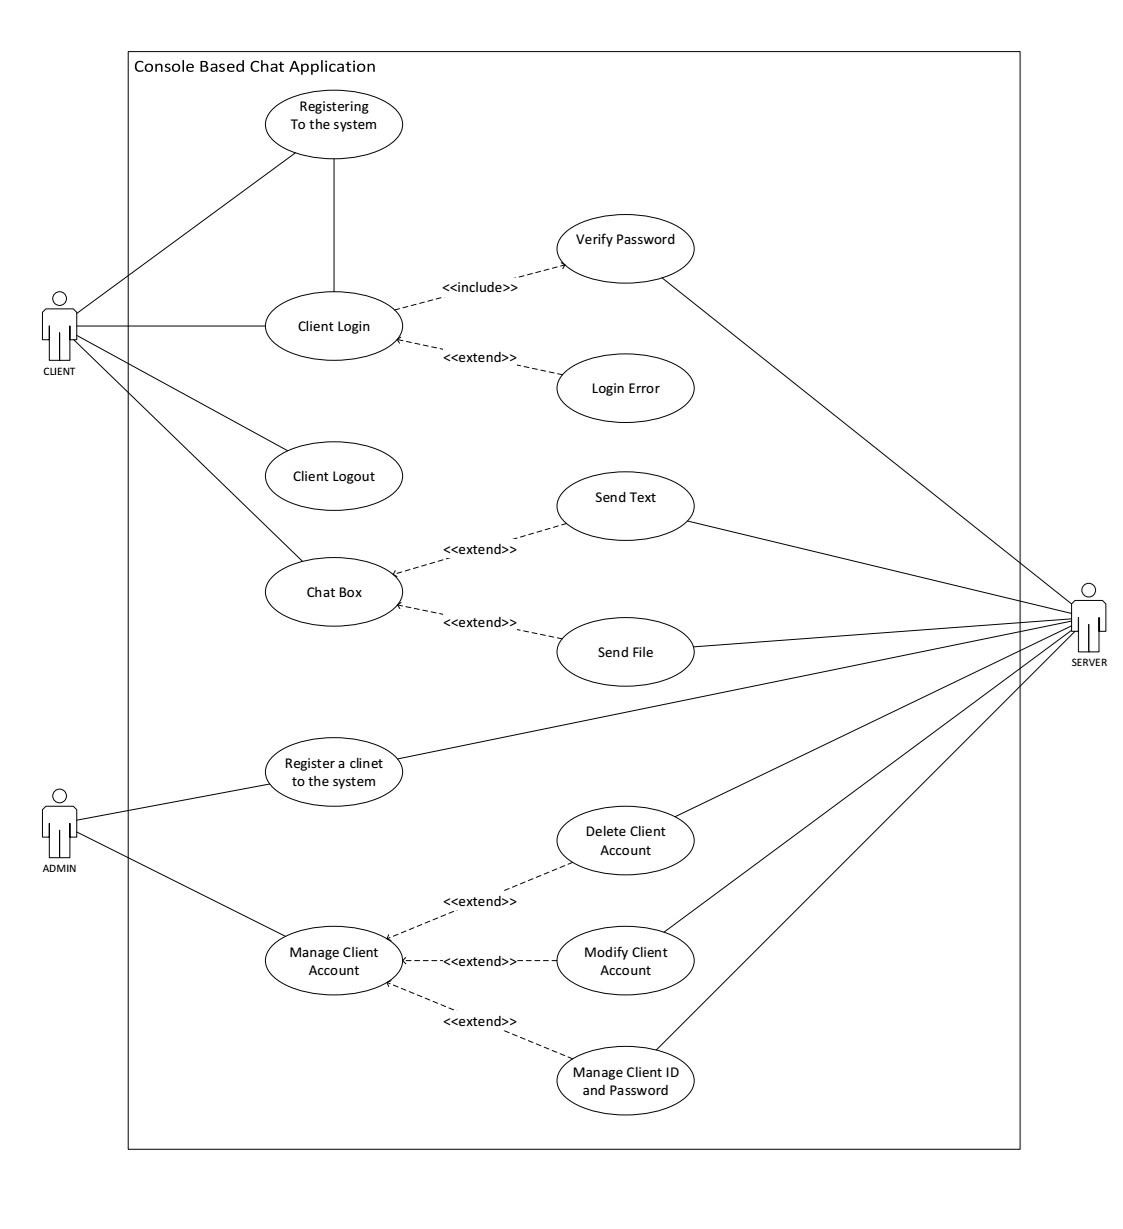 Console Based Chat Application
Registering
To the system
Verify Password
<<include>>
Client Login
CLIENT
<<extend>>
Login Error
Client Logout
Send Text
<<extend>>
Chat Box
<<extend>>
Send File
SERVER
Register a clinet
to the system
ADMIN
Delete Client
Account
<<extend>>
Manage Client
Account
<<extend>>
Modify Client
Account
<<extend>>
Manage Client ID
and Password